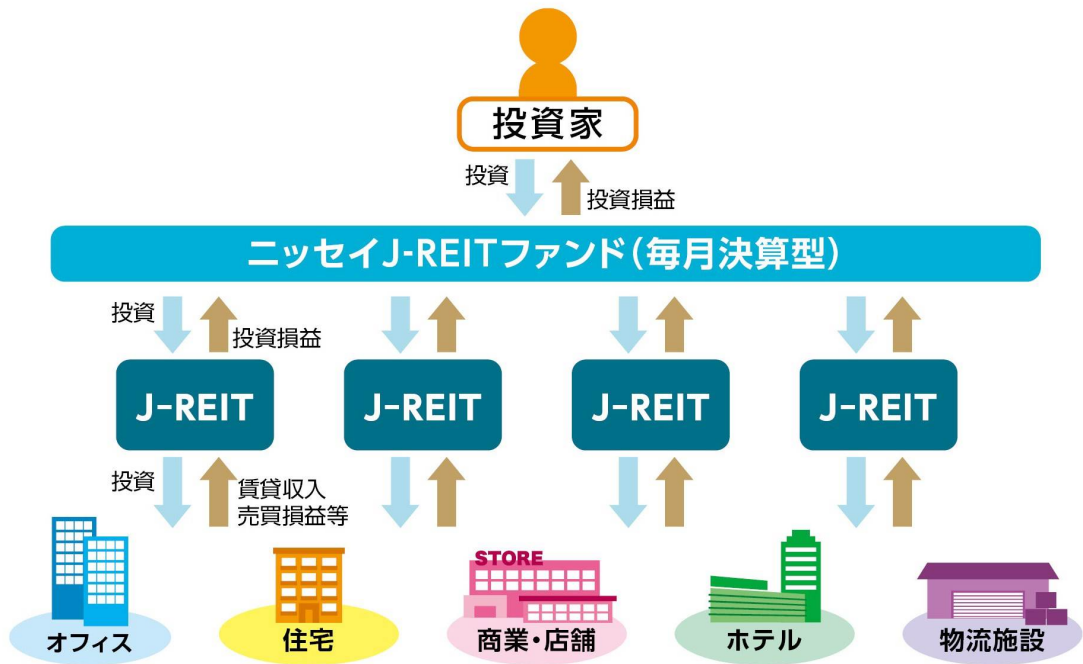 投資家
投資
投資損益
ニッセイJ-REITファンド(毎月決算型)
投資
投資損益
J-REIT
J-REIT
J-REIT
J-REIT
投資
賃貸収入
売買損益等
オフィス
住宅
STORE
商業・店舗
ホテル
物流施設